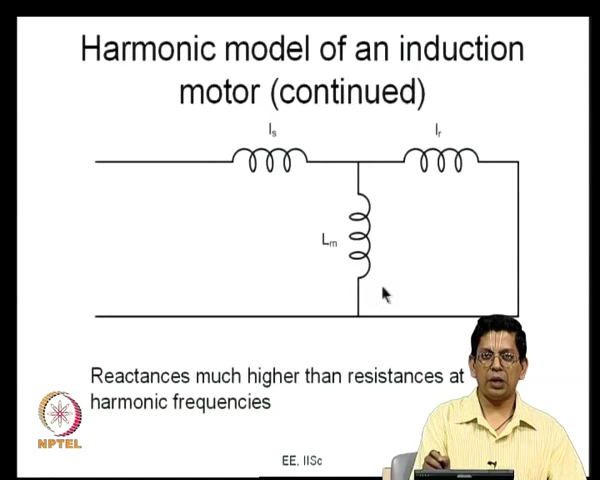 Harmonic model of an induction
motor (continued)
ls
lr
Lm
Reactances much higher than resistances at
harmonic frequencies
NPTEL
EE, IISc